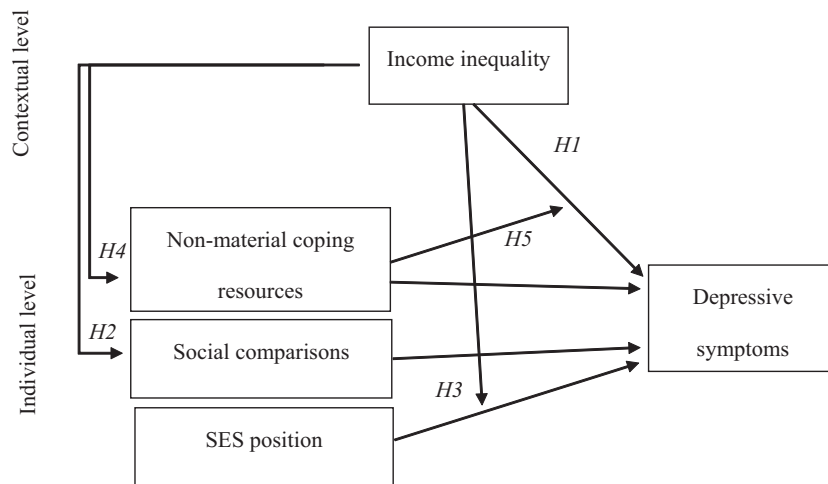 Contextual level
Income inequality
H1
Non-material coping
resources
H4
H5
Individual level
Depressive
symptoms
H2
Social comparisons
H3
SES position